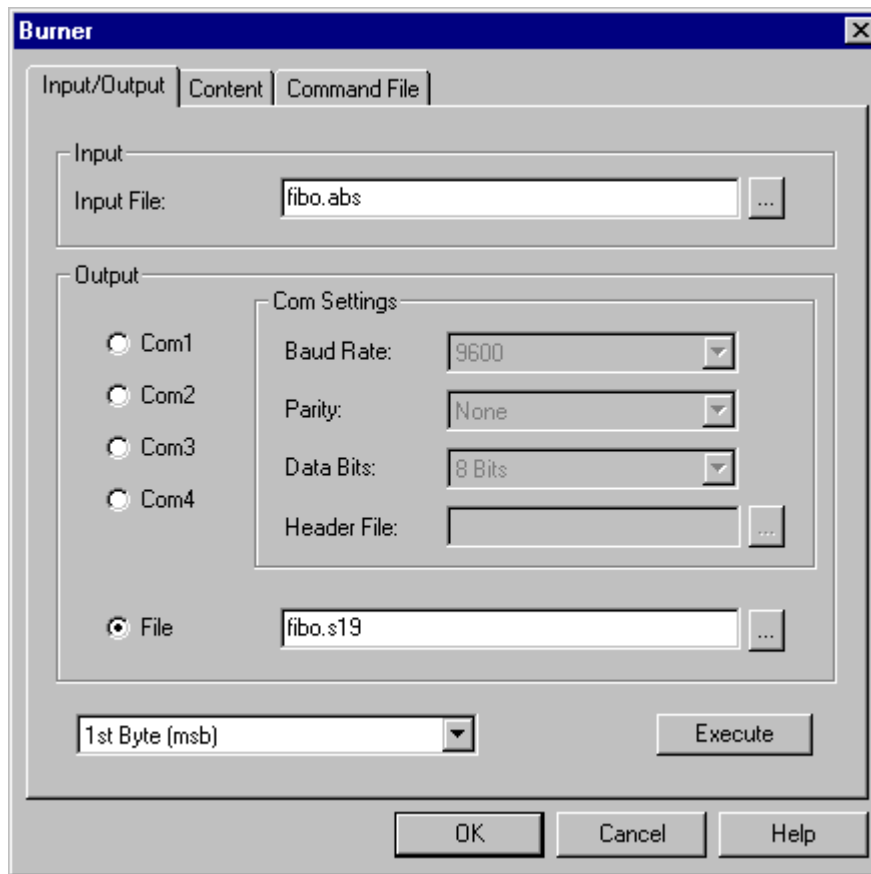 Burner
Input/Output Content Command File
Input
Input File: fibo.abs ...
Output
Com Settings
Com1
Baud Rate: 9600
Com2
Parity: None
Com3
Data Bits: 8 Bits
Com4
Header File: ...
File fibo.s19 ...
1st Byte (msb) Execute
OK Cancel Help